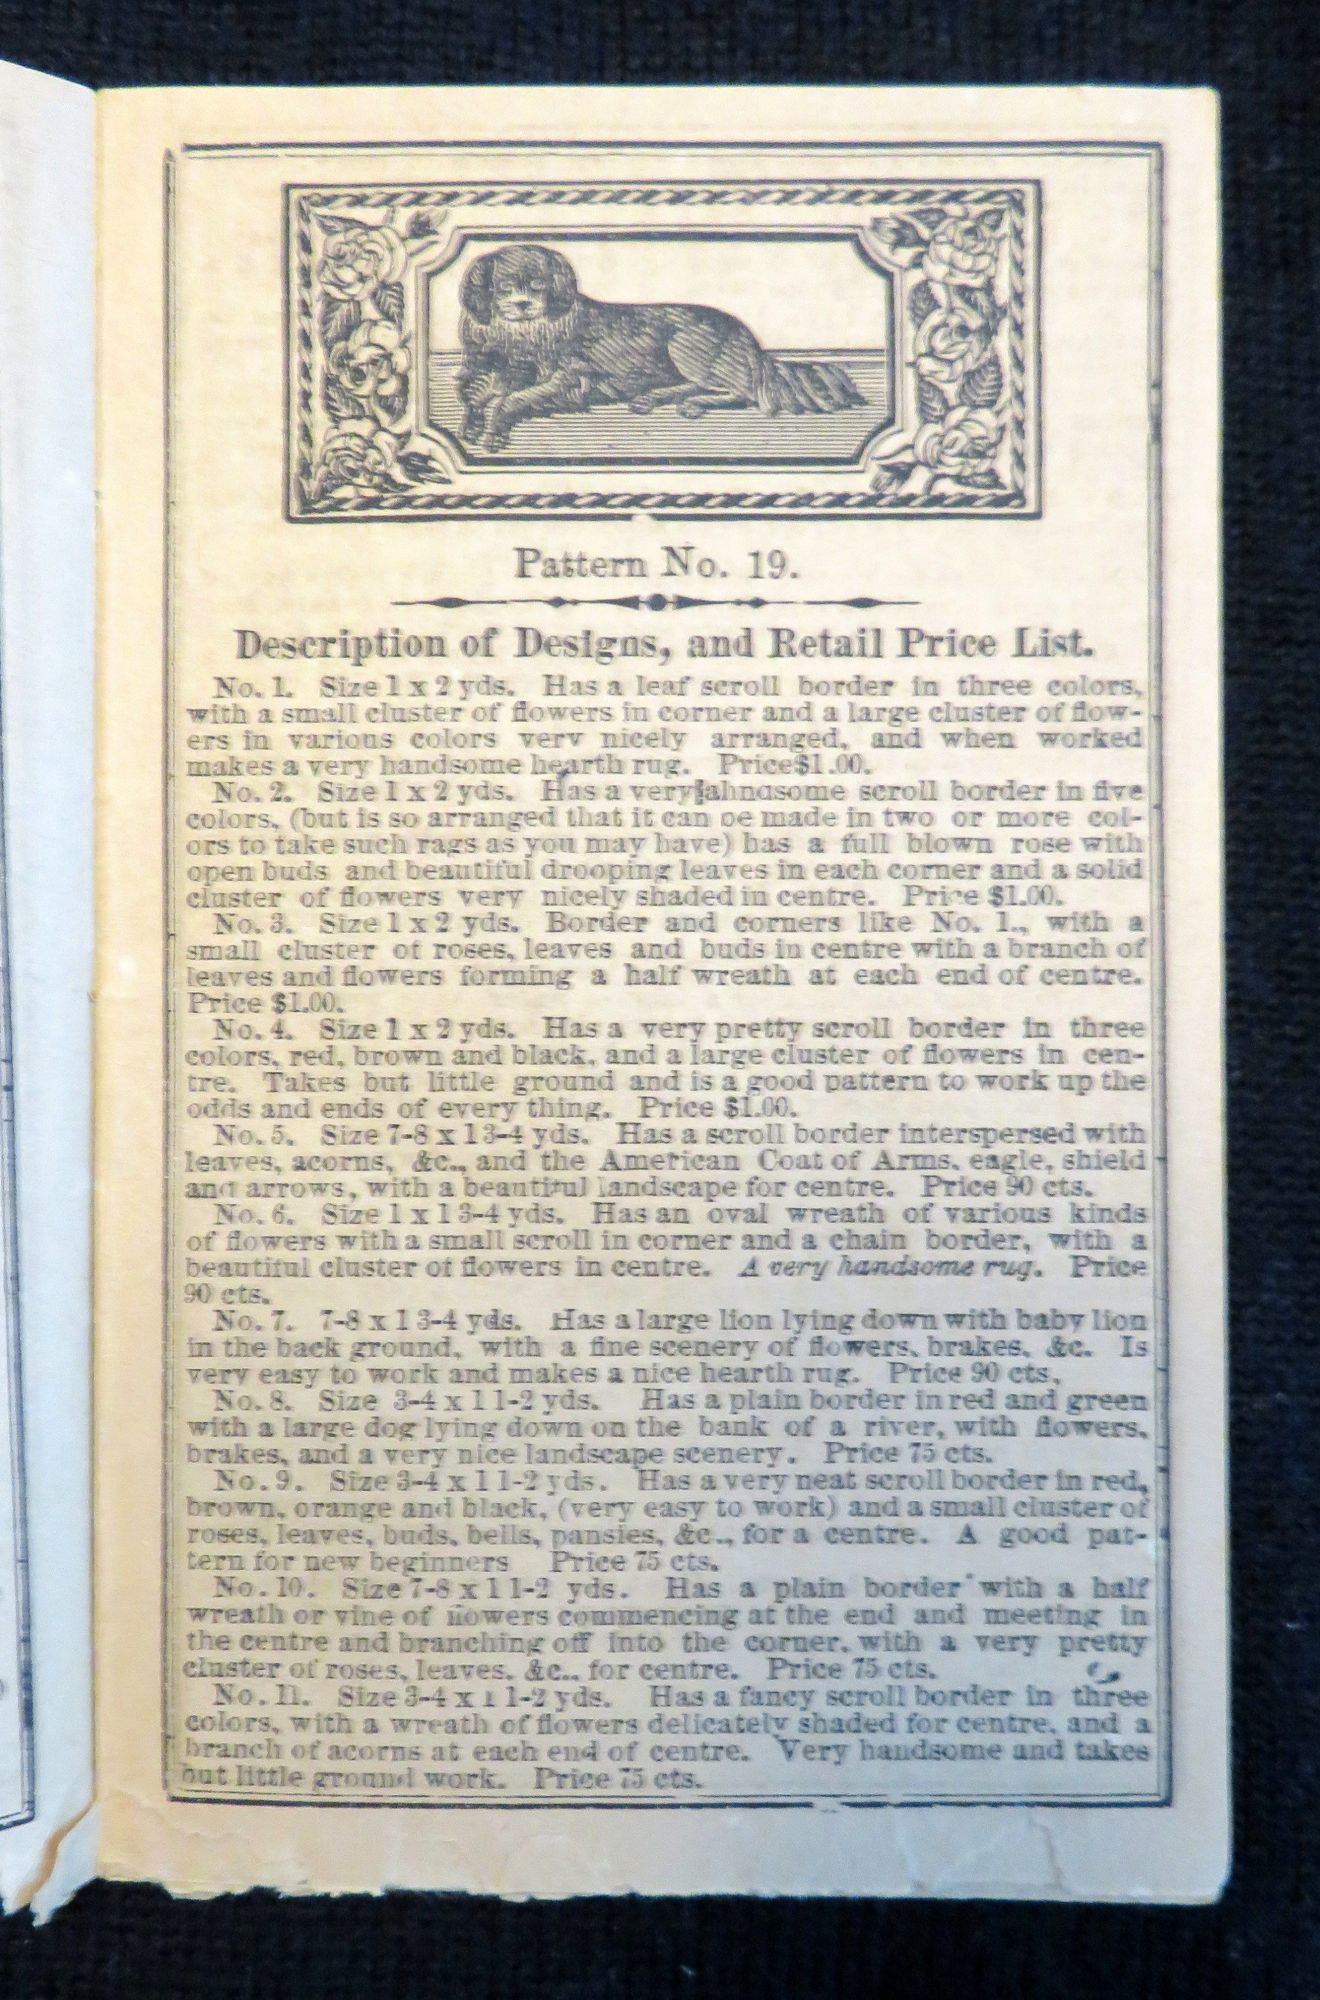 Pattern No. 19.
Description of Designs, and Retail Price List.
No. 1. Size 1 x 2 yds. Has a leaf scroll border in three colors,
with a small cluster of flowers in corner and a large cluster of flow-
ers in various colors very nicely arranged, and when worked
makes a very handsome hearth rug. Price $1.00.
No. 2. Size 1 x 2 yds. Has a very ahndsome scroll border in five
colors, (but is so arranged that it can be made in two or more col-
ors to take such rags as you may have) has a full blown rose with
open buds and beautiful drooping leaves in each corner and a solid
cluster of flowers very nicely shaded in centre. Price $1.00.
No. 3. Size 1 x 2 yds. Border and corners like No. 1., with a
small cluster of roses, leaves and buds in centre with a branch of
leaves and flowers forming a half wreath at each end of centre.
Price $1.00.
No. 4. Size 1 x 2 yds. Has a very pretty scroll border in three
colors, red, brown and black, and a large cluster of flowers in cen-
tre. Takes but little ground and is a good pattern to work up the
odds and ends of every thing. Price $1.00.
No. 5. Size 7-8 x 1 3-4 yds. Has a scroll border interspersed with
leaves, acorns, &c., and the American Coat of Arms, eagle, shield
and arrows, with a beautiful landscape for centre. Price 90 cts.
No. 6. Size 1 x 1 3-4 yds. Has an oval wreath of various kinds
of flowers with a small scroll in corner and a chain border, with a
beautiful cluster of flowers in centre. A very handsome rug. Price
90 cts.
No. 7. 7-8 x 1 3-4 yds. Has a large lion lying down with baby lion
in the back ground, with a fine scenery of flowers, brakes, &c. Is
very easy to work and makes a nice hearth rug. Price 90 cts.
No. 8. Size 3-4 x 1 1-2 yds. Has a plain border in red and green
with a large dog lying down on the bank of a river, with flowers,
brakes, and a very nice landscape scenery. Price 75 cts.
No. 9. Size 3-4 x 1 1-2 yds. Has a very neat scroll border in red,
brown, orange and black, (very easy to work) and a small cluster of
roses, leaves, buds, bells, pansies, &c., for a centre. A good pat-
tern for new beginners Price 75 cts.
No. 10. Size 7-8 x 1 1-2 yds. Has a plain border with a half
wreath or vine of flowers commencing at the end and meeting in
the centre and branching off into the corner, with a very pretty
cluster of roses, leaves, &c., for centre. Price 75 cts.
No. 11. Size 3-4 x 1 1-2 yds. Has a fancy scroll border in three
colors, with a wreath of flowers delicately shaded for centre, and a
branch of acorns at each end of centre. Very handsome and takes
but little ground work. Price 75 cts.